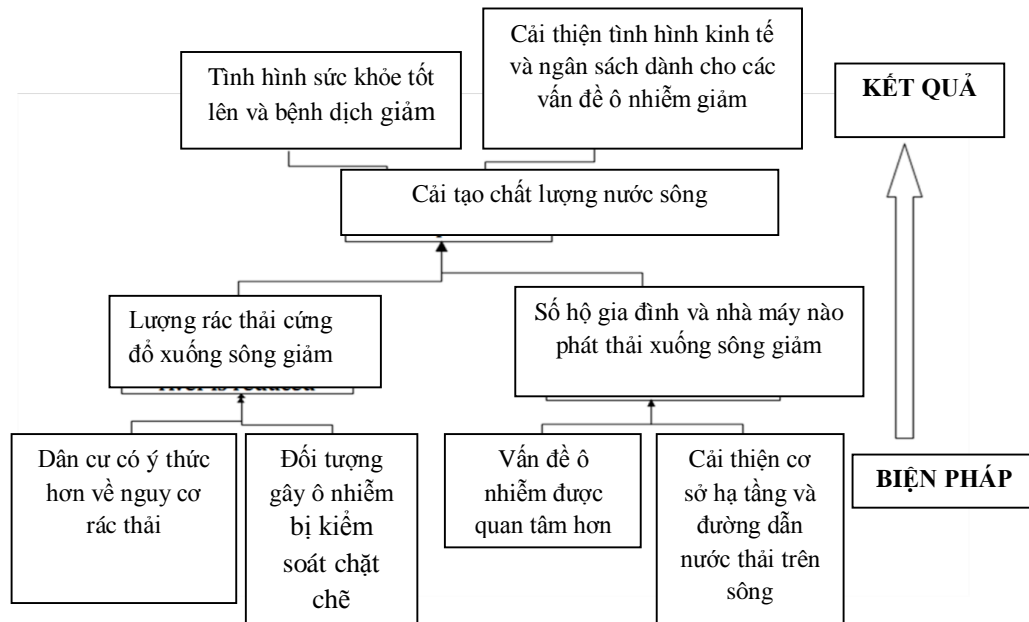 Cải thiện tình hình kinh tế
và ngân sách dành cho các
vấn đề ô nhiễm giảm
Tình hình sức khỏe tốt
lên và bệnh dịch giảm
KẾT QUẢ
Cải tạo chất lượng nước sông
Lượng rác thải cứng
đổ xuống sông giảm
Số hộ gia đình và nhà máy nào
phát thải xuống sông giảm
Dân cư có ý thức
hơn về nguy cơ
rác thải
Đối tượng
gây ô nhiễm
bị kiểm
soát chặt
chẽ
Vấn đề ô
nhiễm được
quan tâm hơn
Cải thiện cơ
sở hạ tầng và
đường dẫn
nước thải trên
sông
BIỆN PHÁP